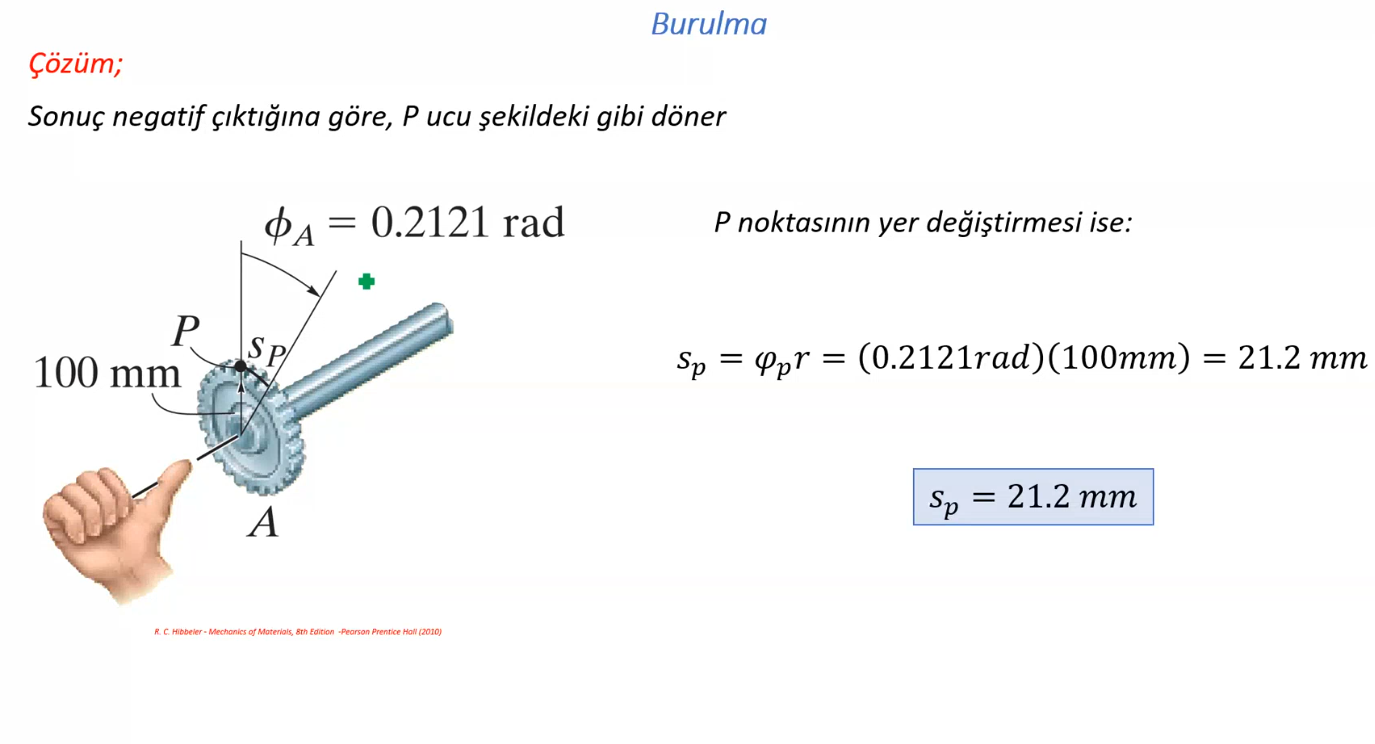 Burulma
Çözüm;
Sonuç negatif çıktığına göre, P ucu şekildeki gibi döner
ϕA = 0.2121 rad
P noktasının yer değiştirmesi ise:
P
sP
100 mm
sp = φpr = (0.2121rad)(100mm) = 21.2 mm
sp = 21.2 mm
A
R. C. Hibbeler - Mechanics of Materials, 8th Edition -Pearson Prentice Hall (2010)